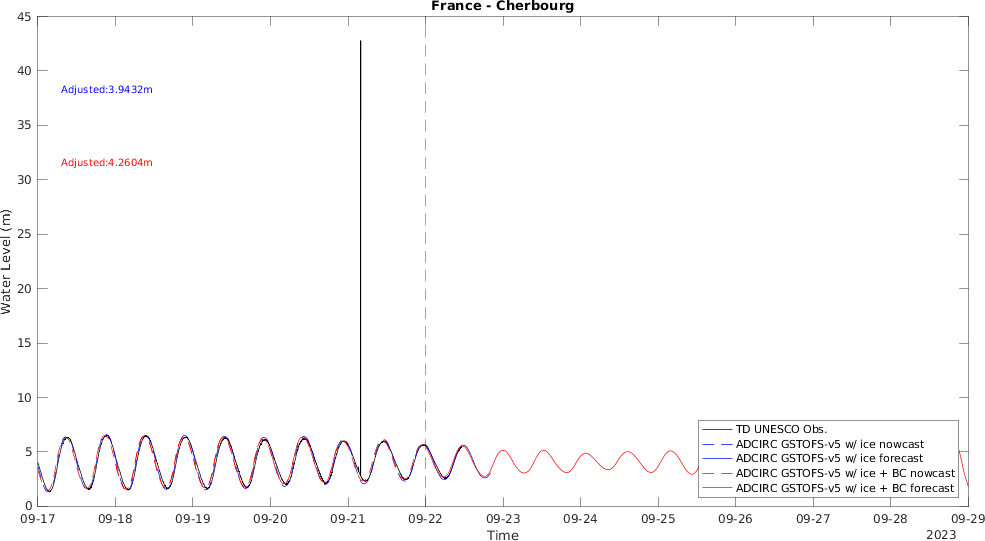 France - Cherbourg
45
40
35
30
25
20
15
10
5
0
Water Level (m)
Adjusted:3.9432m
Adjusted:4.2604m
TD UNESCO Obs.
ADCIRC GSTOFS-v5 w/ ice nowcast
ADCIRC GSTOFS-v5 w/ ice forecast
ADCIRC GSTOFS-v5 w/ ice + BC nowcast
ADCIRC GSTOFS-v5 w/ ice + BC forecast
09-17 09-18 09-19 09-20 09-21 09-22 09-23 09-24 09-25 09-26 09-27 09-28 09-29
Time
2023